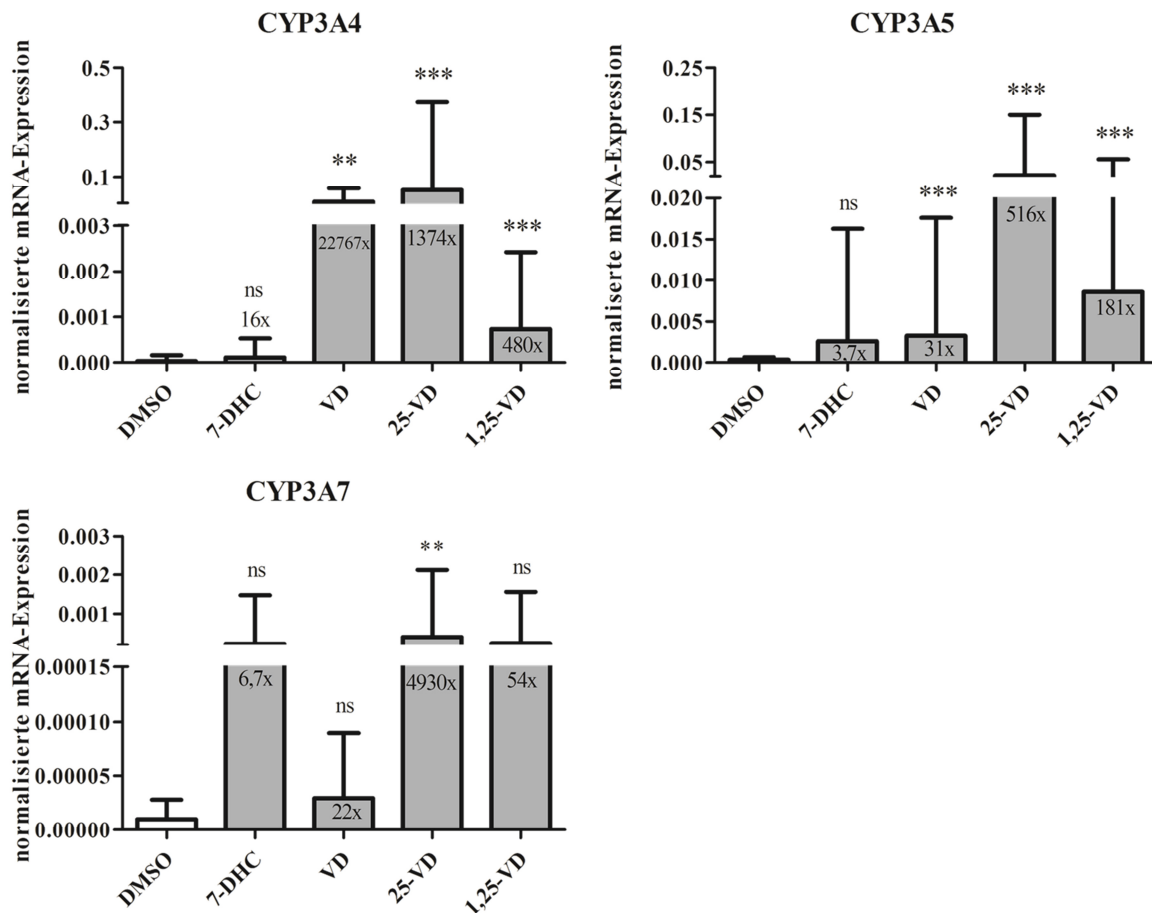 CYP3A4
normalisierte mRNA-Expression
0.5
0.3
0.1
0.003
0.002
0.001
0.000
ns
16x
**
22767x
***
1374x
***
480x
DMSO
7-DHC
VD
25-VD
1,25-VD
CYP3A5
normaliserte mRNA-Expression
0.25
0.15
0.05
0.020
0.015
0.010
0.005
0.000
ns
3,7x
***
31x
***
516x
***
181x
DMSO
7-DHC
VD
25-VD
1,25-VD
CYP3A7
normalisierte mRNA-Expression
0.003
0.002
0.001
0.00015
0.00010
0.00005
0.00000
ns
6,7x
ns
22x
**
4930x
ns
54x
DMSO
7-DHC
VD
25-VD
1,25-VD